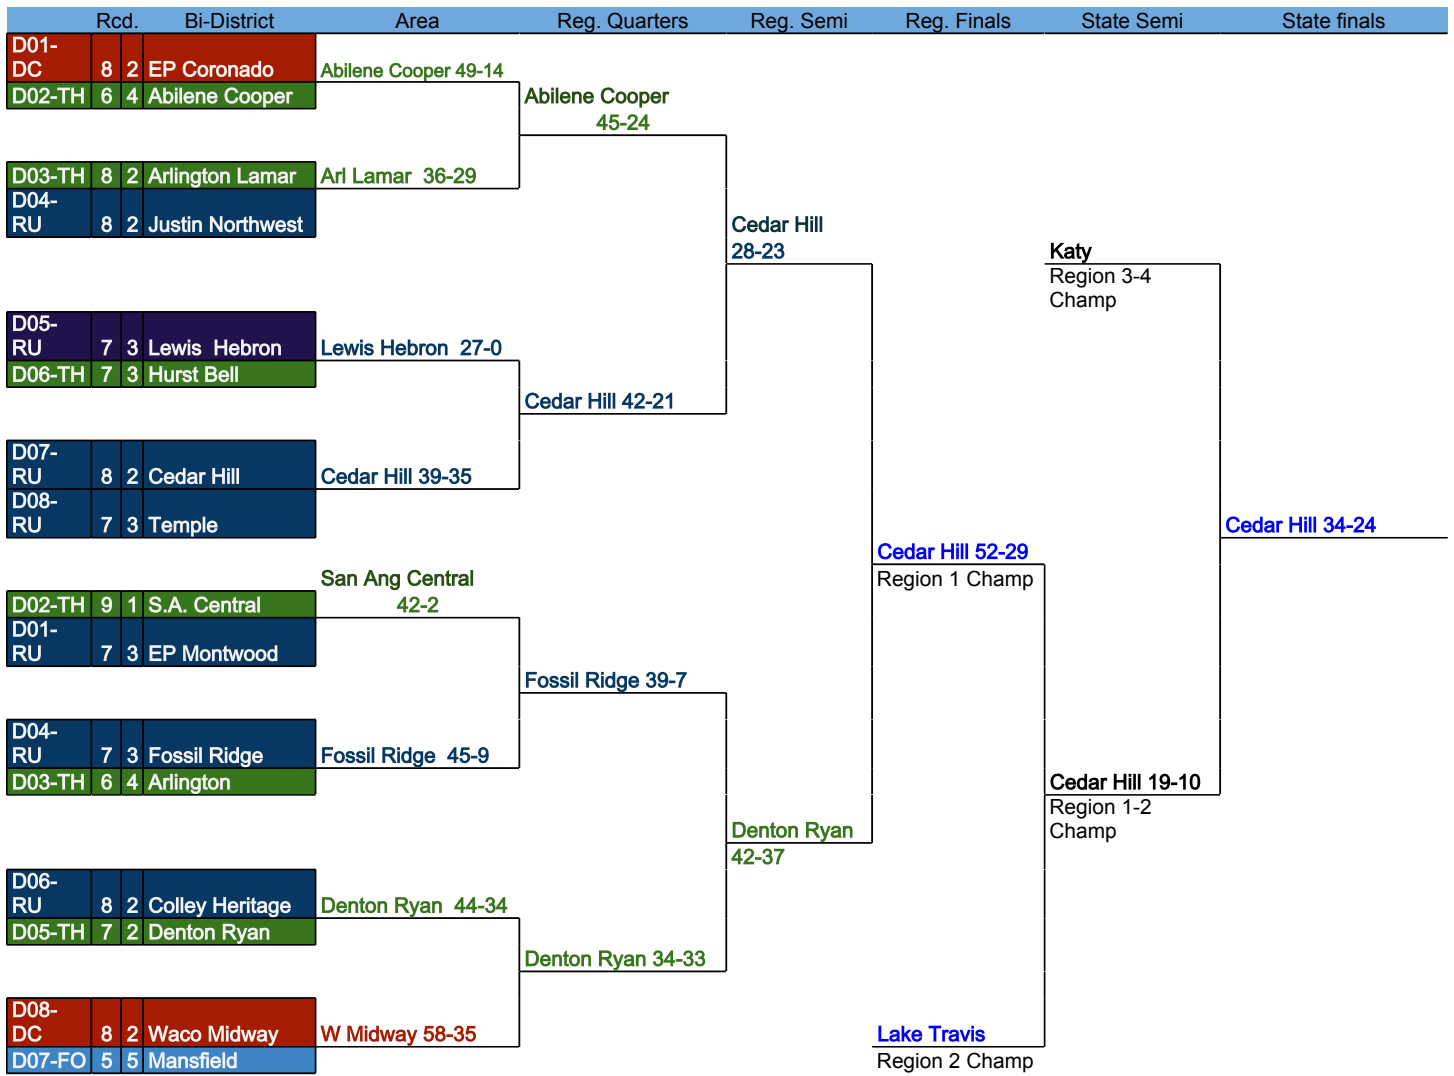 Rcd. Bi-District Area Reg. Quarters Reg. Semi Reg. Finals State Semi State finals
D01-
DC 8 2 EP Coronado Abilene Cooper 49-14
D02-TH 6 4 Abilene Cooper Abilene Cooper
45-24
D03-TH 8 2 Arlington Lamar Arl Lamar 36-29
D04-
RU 8 2 Justin Northwest Cedar Hill
28-23 Katy
Region 3-4
Champ
D05-
RU 7 3 Lewis Hebron Lewis Hebron 27-0
D06-TH 7 3 Hurst Bell
Cedar Hill 42-21
D07-
RU 8 2 Cedar Hill Cedar Hill 39-35
D08-
RU 7 3 Temple Cedar Hill 34-24
Cedar Hill 52-29
San Ang Central Region 1 Champ
D02-TH 9 1 S.A. Central 42-2
D01-
RU 7 3 EP Montwood
Fossil Ridge 39-7
D04-
RU 7 3 Fossil Ridge Fossil Ridge 45-9
D03-TH 6 4 Arlington Cedar Hill 19-10
Region 1-2
Denton Ryan Champ
42-37
D06-
RU 8 2 Colley Heritage Denton Ryan 44-34
D05-TH 7 2 Denton Ryan
Denton Ryan 34-33
D08-
DC 8 2 Waco Midway W Midway 58-35 Lake Travis
D07-FO 5 5 Mansfield Region 2 Champ